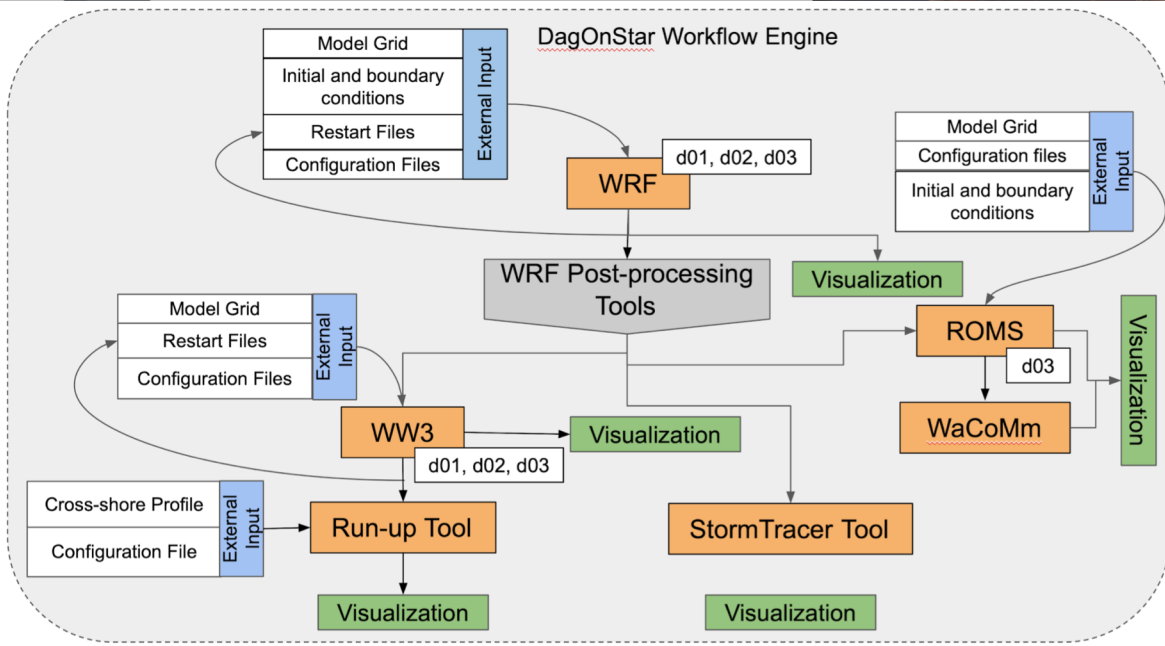 DagOnStar Workflow Engine
Model Grid
Initial and boundary
conditions
Restart Files
Configuration Files
External Input
WRF
d01, d02, d03
Model Grid
Configuration files
Initial and boundary
conditions
External
Input
WRF Post-processing
Tools
Visualization
Model Grid
Restart Files
Configuration Files
External
Input
ROMS
d03
Visualization
WaCoMm
WW3
d01, d02, d03
Visualization
Cross-shore Profile
Configuration File
External
Input
Run-up Tool
StormTracer Tool
Visualization
Visualization